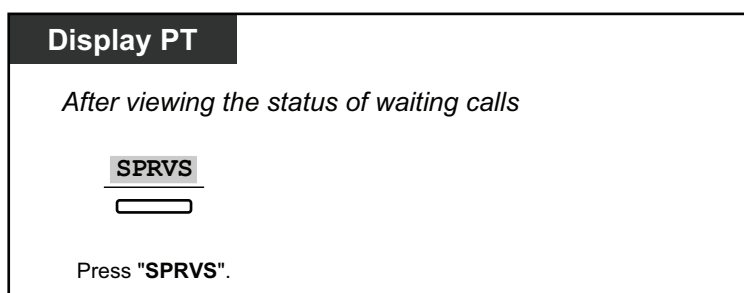 Display PT
After viewing the status of waiting calls
SPRVS
Press "SPRVS".